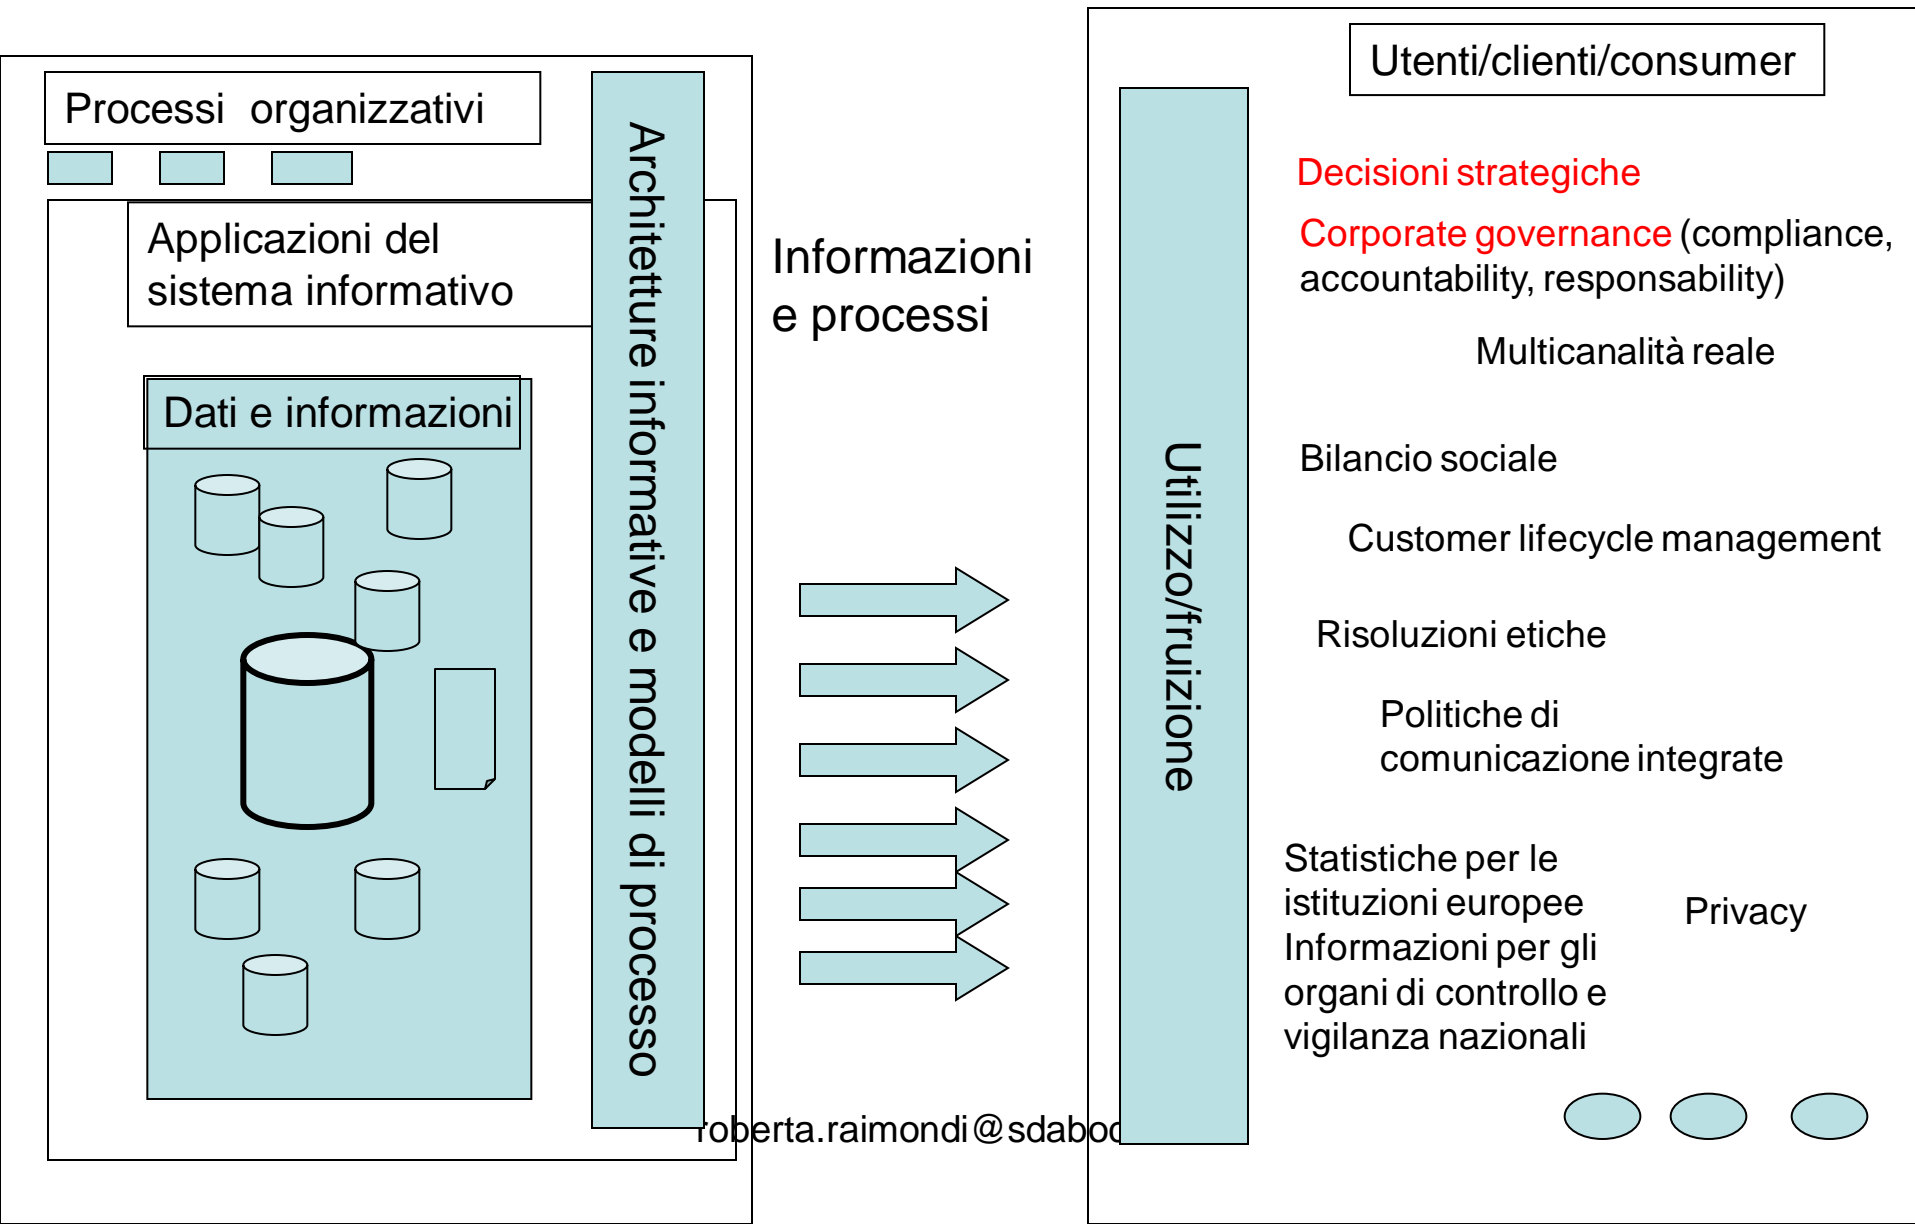 Processi organizzativi
Applicazioni del
sistema informativo
Dati e informazioni
Architetture informative e modelli di processo
Informazioni
e processi
Utilizzo/fruizione
Utenti/clienti/consumer
Decisioni strategiche
Corporate governance (compliance,
accountability, responsability)
Multicanalità reale
Bilancio sociale
Customer lifecycle management
Risoluzioni etiche
Politiche di
comunicazione integrate
Statistiche per le
istituzioni europee
Informazioni per gli
organi di controllo e
vigilanza nazionali
Privacy
roberta.raimondi@sdaboc